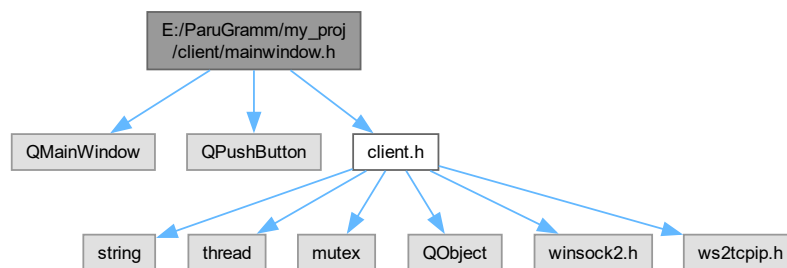 E:/ParuGramm/my_proj
/client/mainwindow.h
QMainWindow
QPushButton
client.h
string
thread
mutex
QObject
winsock2.h
ws2tcpip.h